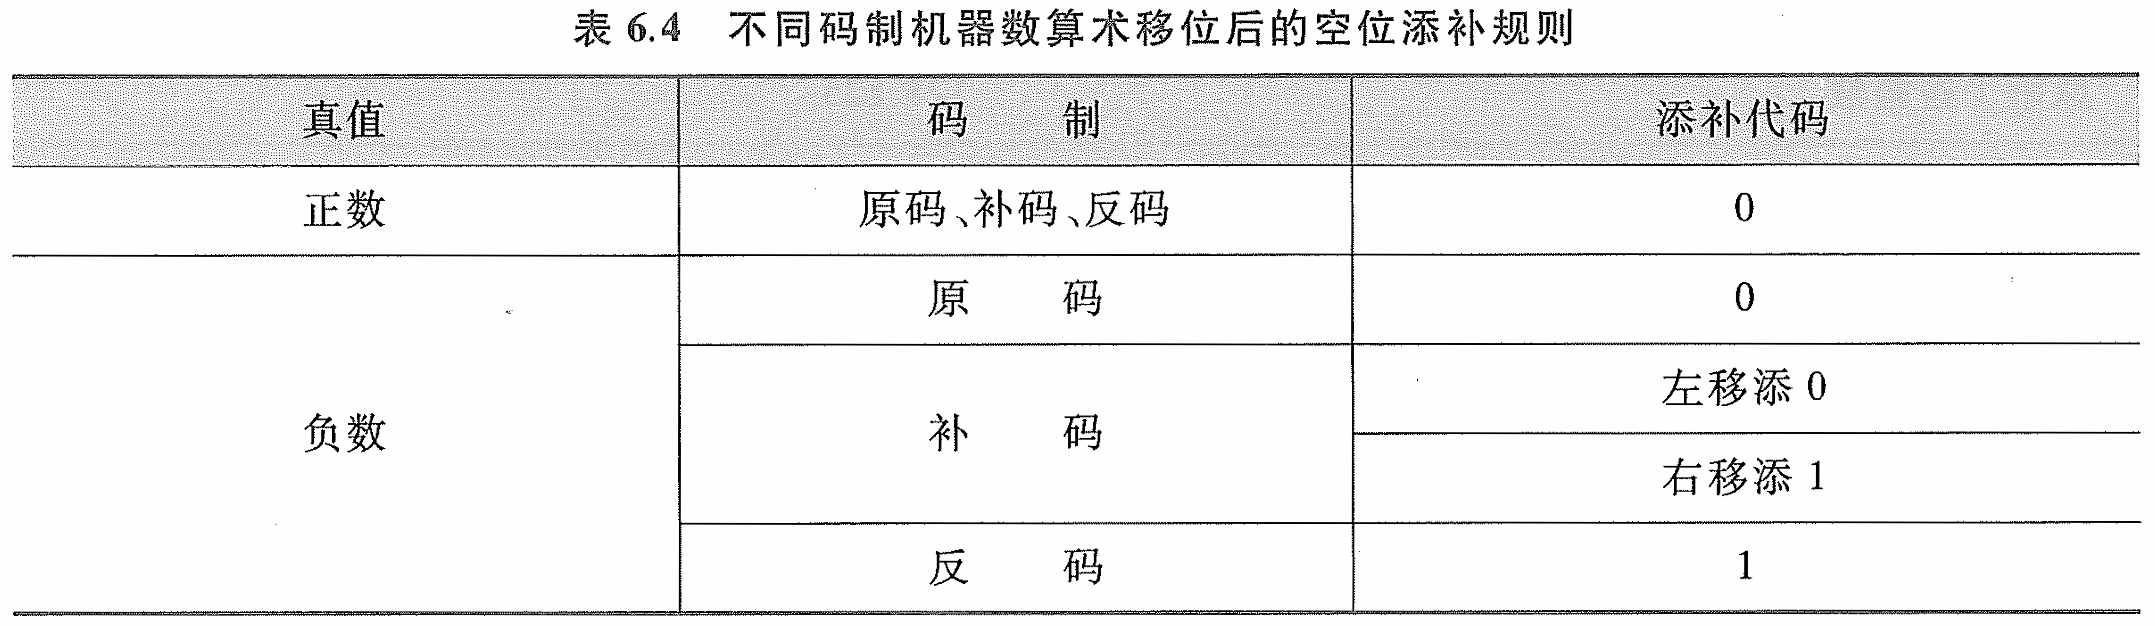 表 6.4 不同码制机器数算术移位后的空位添补规则
真值 码 制 添补代码
正数 原码、补码、反码 0
负数 原 码 0
补 码 左移添 0
右移添 1
反 码 1